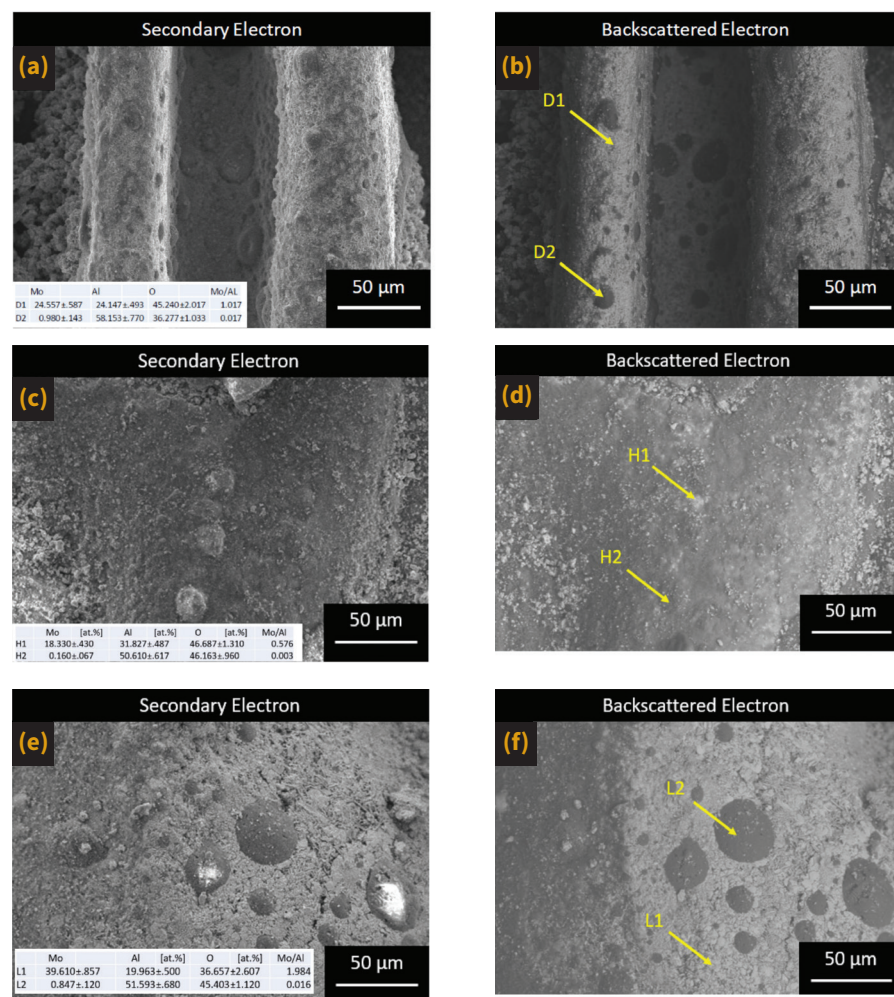 Secondary Electron
(a)
Mo Al O Mo/AL
D1 24.557±.587 24.147±.493 45.240±2.017 1.017
D2 0.980±.143 58.153±.770 36.277±1.033 0.017
50 μm
Backscattered Electron
(b)
D1
D2
50 μm
Secondary Electron
(c)
Mo [at.%] Al [at.%] O [at.%] Mo/Al
H1 18.330±.430 31.827±.487 46.687±1.310 0.576
H2 0.160±.067 50.610±.617 46.163±.960 0.003
50 μm
Backscattered Electron
(d)
H1
H2
50 μm
Secondary Electron
(e)
Mo Al [at.%] O [at.%] Mo/Al
L1 39.610±.857 19.963±.500 36.657±2.607 1.984
L2 0.847±.120 51.593±.680 45.403±1.120 0.016
50 μm
Backscattered Electron
(f)
L2
L1
50 μm